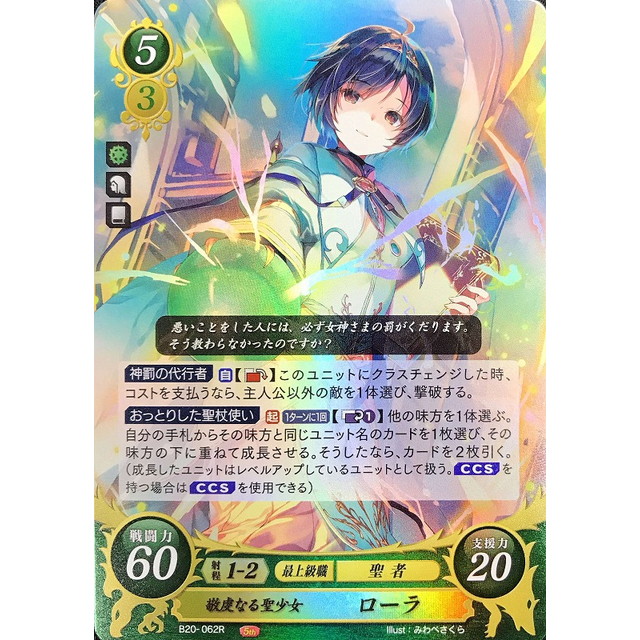 5
3
悪いことをした人には、必ず女神さまの罰がくだります。
そう教わらなかったのですか?
神罰の代行者 自【】このユニットにクラスチェンジした時、
コストを支払うなら、主人公以外の敵を1体選び、撃破する。
おっとりした聖杖使い 起 1ターンに1回【1】他の味方を1体選ぶ。
自分の手札からその味方と同じユニット名のカードを1枚選び、その
味方の下に重ねて成長させる。そうしたなら、カードを2枚引く。
(成長したユニットはレベルアップしているユニットとして扱う。CCSを
持つ場合はCCSを使用できる)
戦闘力
60
射程 1-2 最上級職 聖者
支援力
20
敬虔なる聖少女 ローラ
B20-062R 5th Illust:みわべさくら